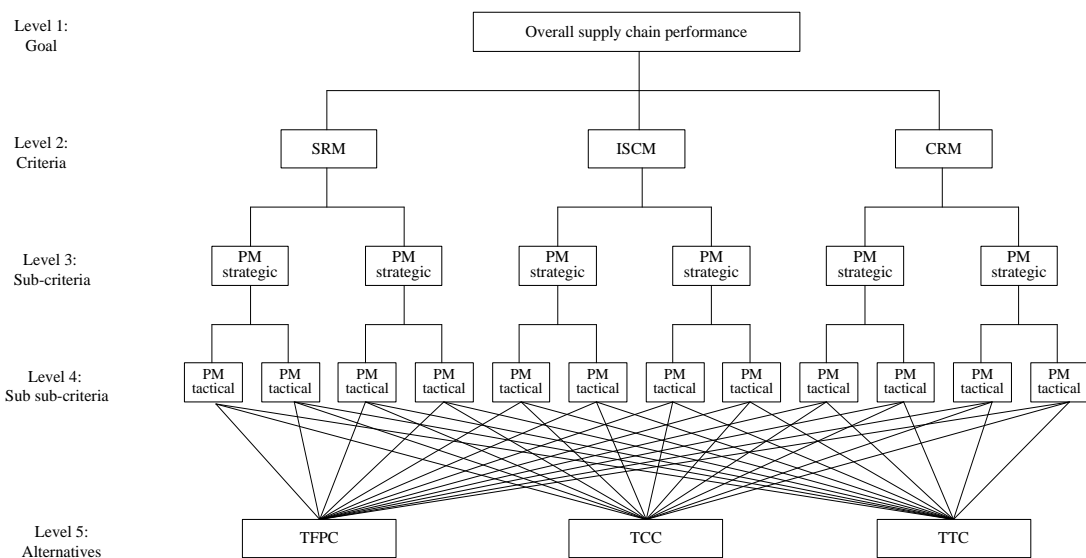 Level 1:
Goal
Overall supply chain performance
Level 2:
Criteria
SRM
ISCM
CRM
Level 3:
Sub-criteria
PM
strategic
PM
strategic
PM
strategic
PM
strategic
PM
strategic
PM
strategic
Level 4:
Sub sub-criteria
PM
tactical
PM
tactical
PM
tactical
PM
tactical
PM
tactical
PM
tactical
PM
tactical
PM
tactical
PM
tactical
PM
tactical
PM
tactical
PM
tactical
Level 5:
Alternatives
TFPC
TCC
TTC